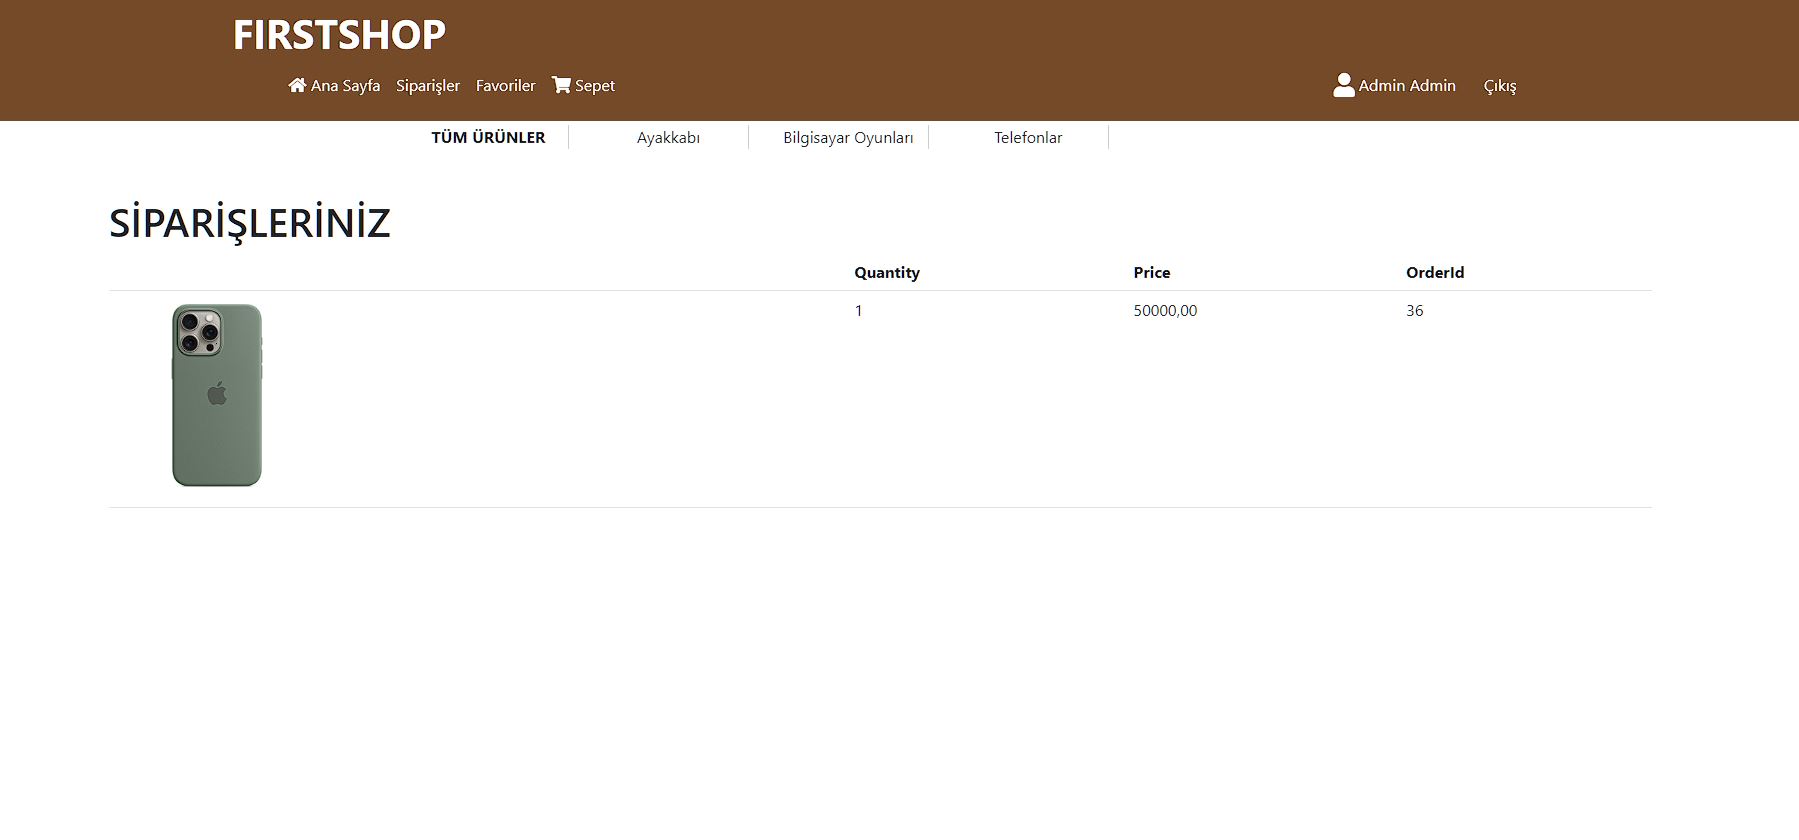 FIRSTSHOP
Ana Sayfa Siparişler Favoriler Sepet Admin Admin Çıkış
TÜM ÜRÜNLER Ayakkabı Bilgisayar Oyunları Telefonlar
SİPARİŞLERİNİZ
Quantity Price OrderId
1 50000,00 36